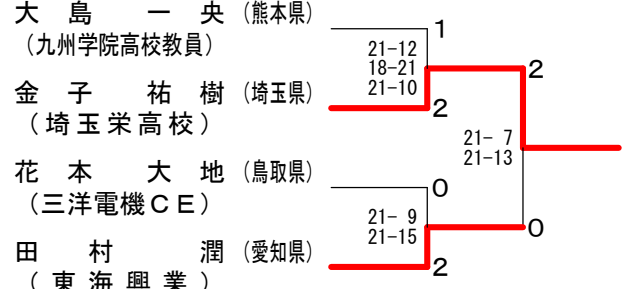 大島 一央 (熊本県)
(九州学院高校教員)
1
21-12
18-21
21-10
2
金子 祐樹 (埼玉県)
(埼玉栄高校)
2
21- 7
21-13
花本 大地 (鳥取県)
(三洋電機CE)
0
21- 9
21-15
0
田村 潤 (愛知県)
(東海興業)
2